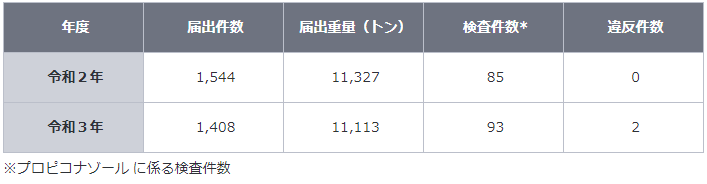 年度 届出件数 届出重量（トン） 検査件数* 違反件数
令和２年 1,544 11,327 85 0
令和３年 1,408 11,113 93 2
※プロピコナゾール に係る検査件数